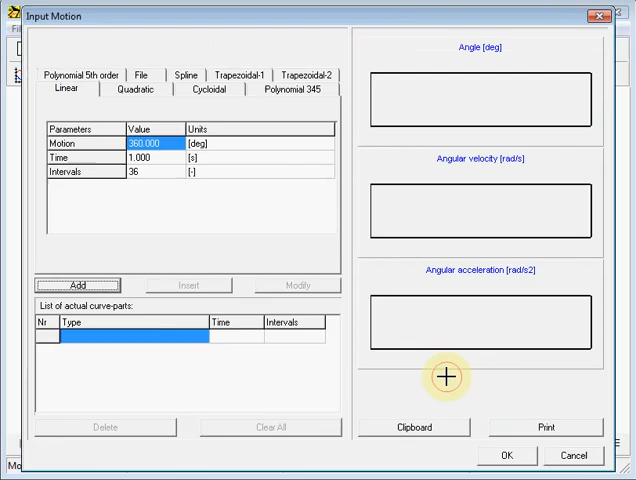 Input Motion
Polynomial 5th order File Spline Trapezoidal-1 Trapezoidal-2
Linear Quadratic Cycloidal Polynomial 345
Parameters Value Units
Motion 360.000 [deg]
Time 1.000 [s]
Intervals 36 [-]
Add Insert Modify
List of actual curve-parts:
Nr Type Time Intervals
Delete Clear All
Angle [deg]
Angular velocity [rad/s]
Angular acceleration [rad/s2]
Clipboard Print
OK Cancel